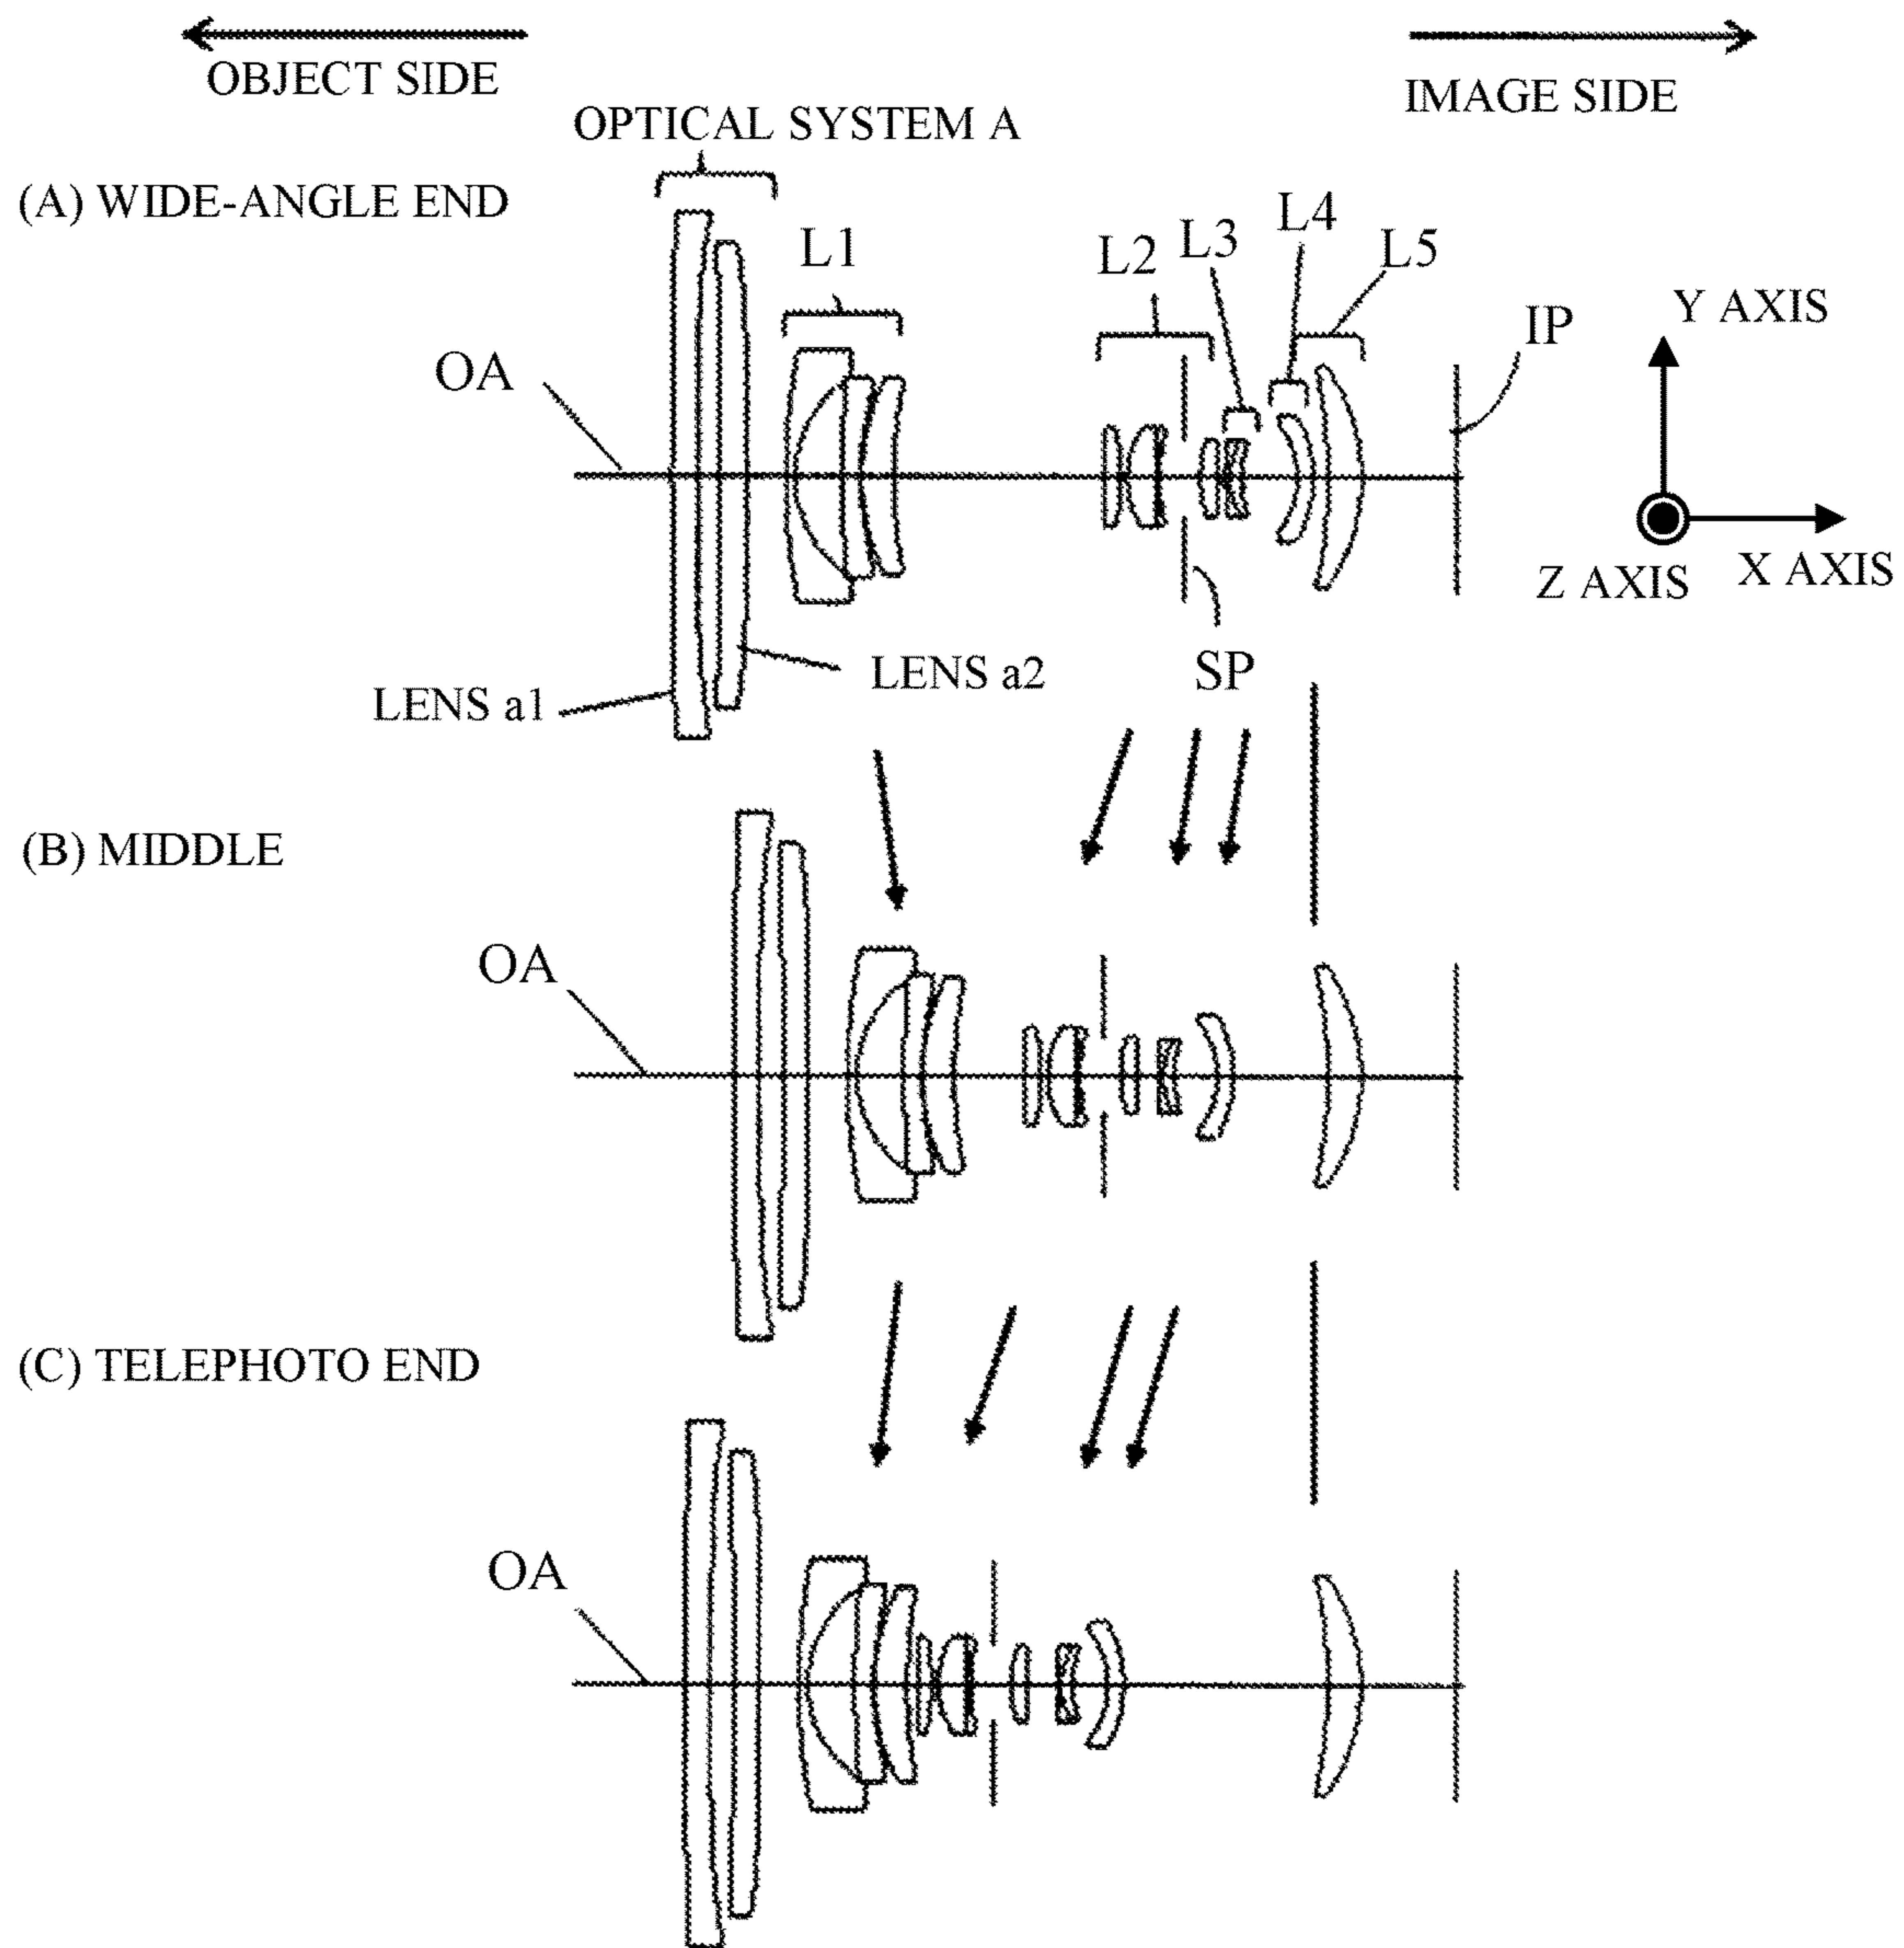 OBJECT SIDE
IMAGE SIDE
OPTICAL SYSTEM A
(A) WIDE-ANGLE END
L1
L2
L3
L4
L5
IP
Y AXIS
OA
Z AXIS
X AXIS
LENS a1
LENS a2
SP
(B) MIDDLE
OA
(C) TELEPHOTO END
OA